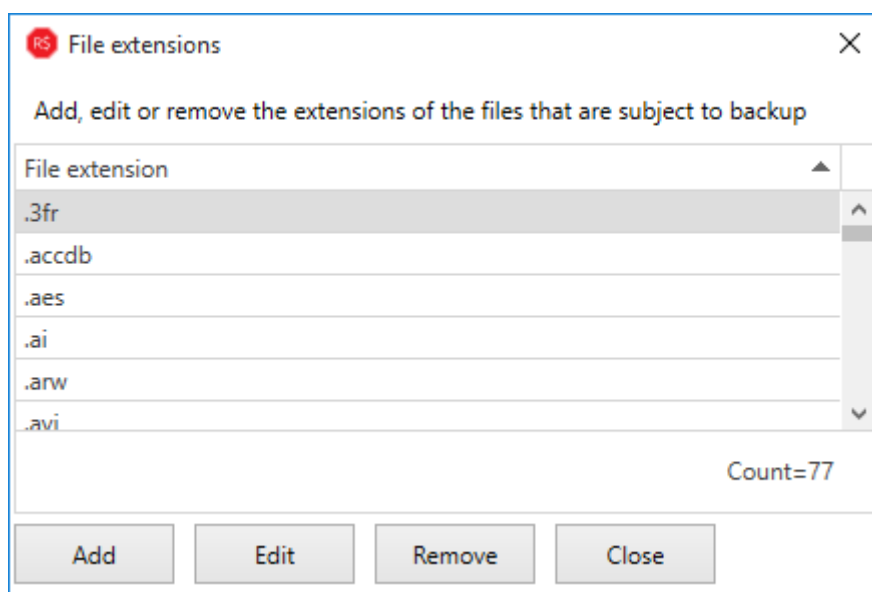 RS
File extensions
Add, edit or remove the extensions of the files that are subject to backup
File extension
.3fr
.accdb
.aes
.ai
.arw
.avi
Count=77
Add
Edit
Remove
Close